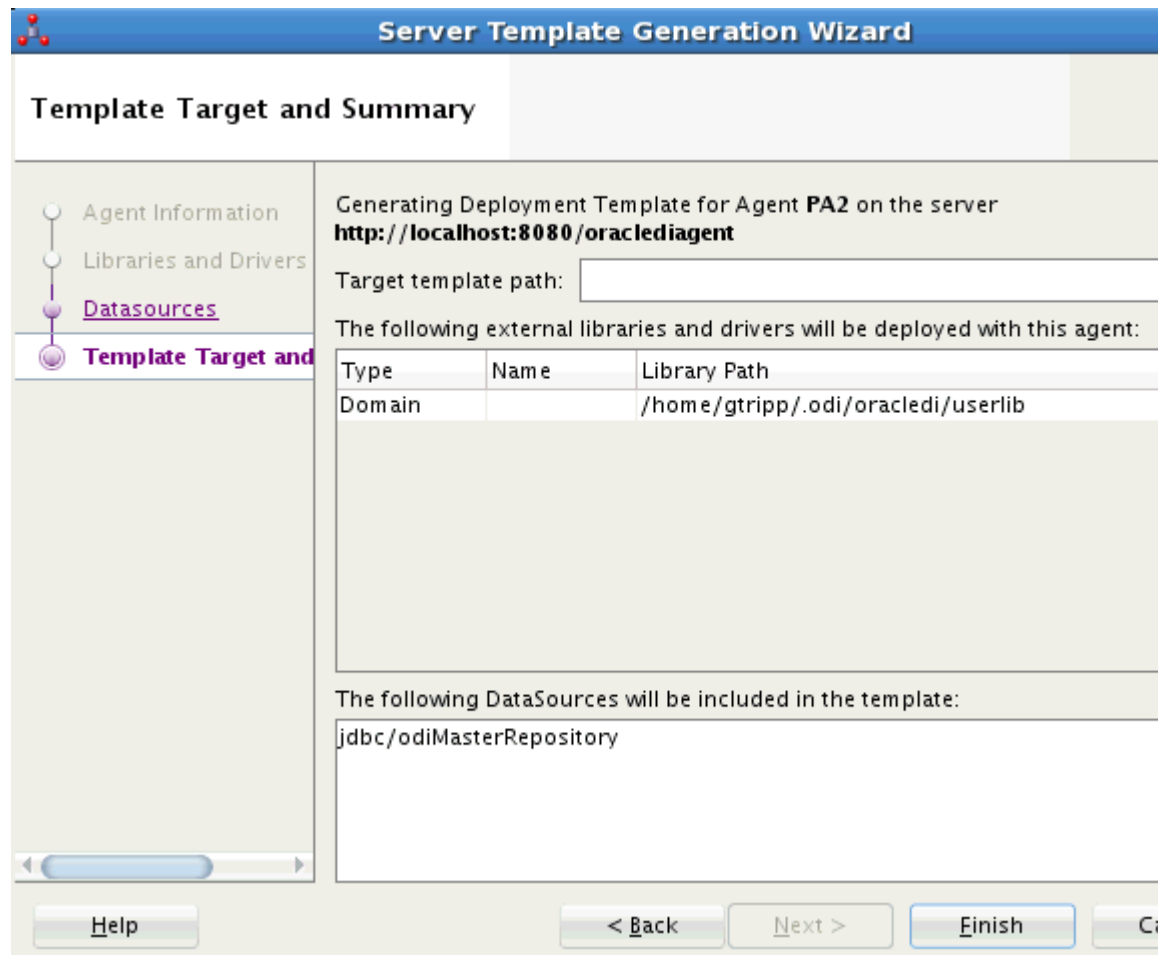 Server Template Generation Wizard
Template Target and Summary
Agent Information
Libraries and Drivers
Datasources
Template Target and
Generating Deployment Template for Agent PA2 on the server
http://localhost:8080/oraclediagent
Target template path:
The following external libraries and drivers will be deployed with this agent:
Type Name Library Path
Domain /home/gtripp/.odi/oracledi/userlib
The following DataSources will be included in the template:
jdbc/odiMasterRepository
Help < Back Next > Finish Ca